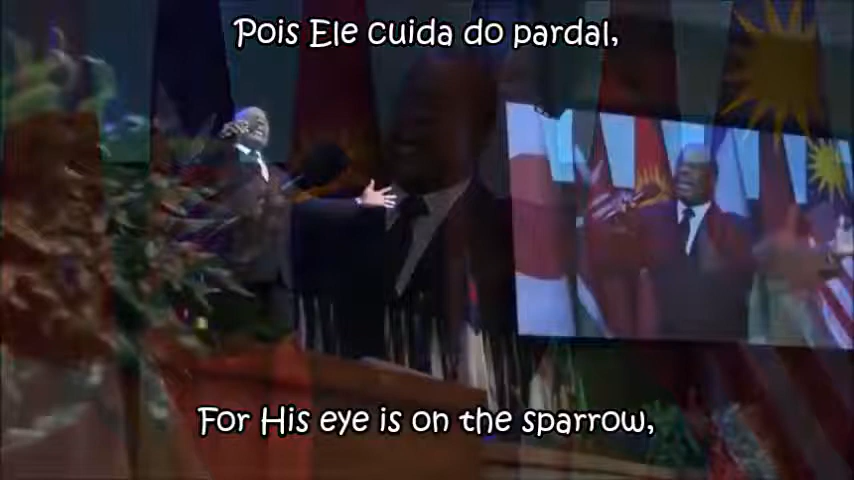 Pois Ele cuida do pardal,
For His eye is on the sparrow,